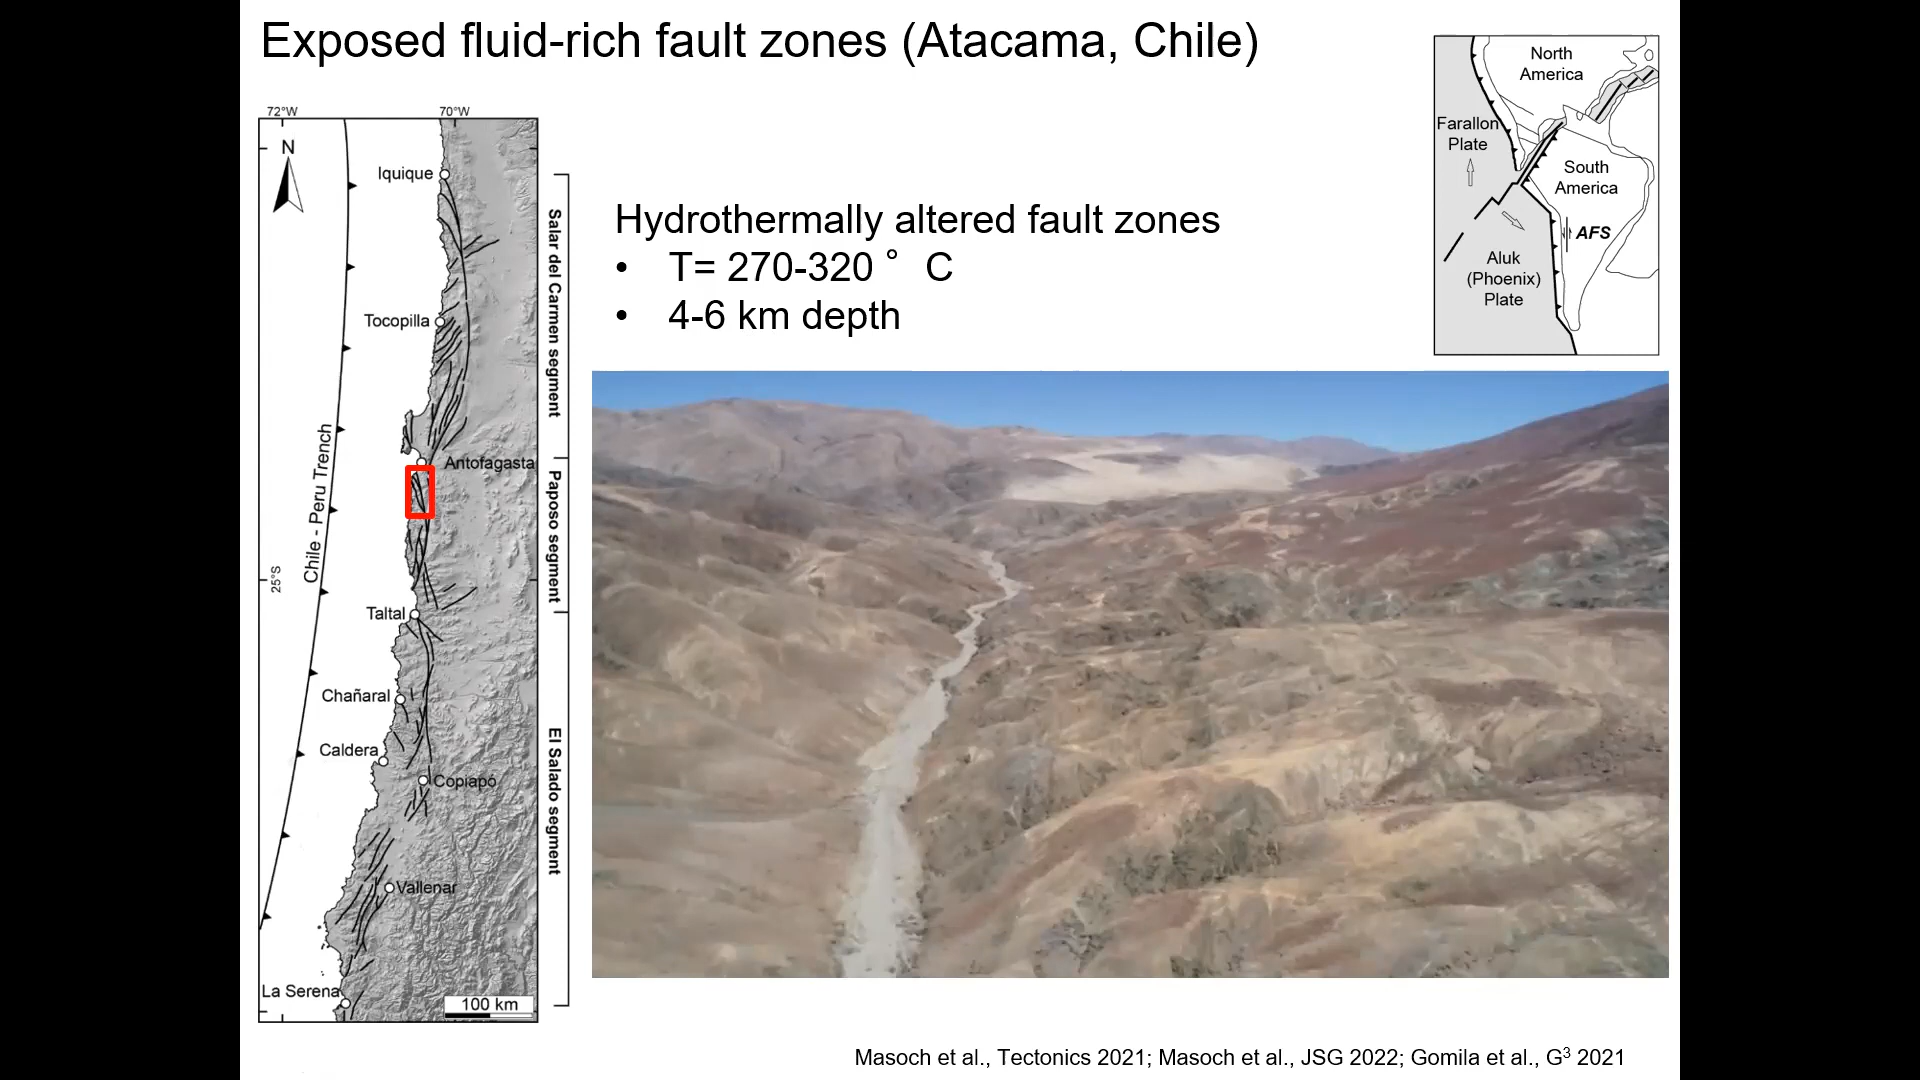 Exposed fluid-rich fault zones (Atacama, Chile)
72°W
70°W
N
Iquique
Tocopilla
Antofagasta
Chile - Peru Trench
25°S
Taltal
Chañaral
Caldera
Copiapó
Vallenar
La Serena
100 km
Salar del Carmen segment
Paposo segment
El Salado segment
Hydrothermally altered fault zones
• T= 270-320 ° C
• 4-6 km depth
North
America
Farallon
Plate
South
America
AFS
Aluk
(Phoenix)
Plate
Masoch et al., Tectonics 2021; Masoch et al., JSG 2022; Gomila et al., G³ 2021